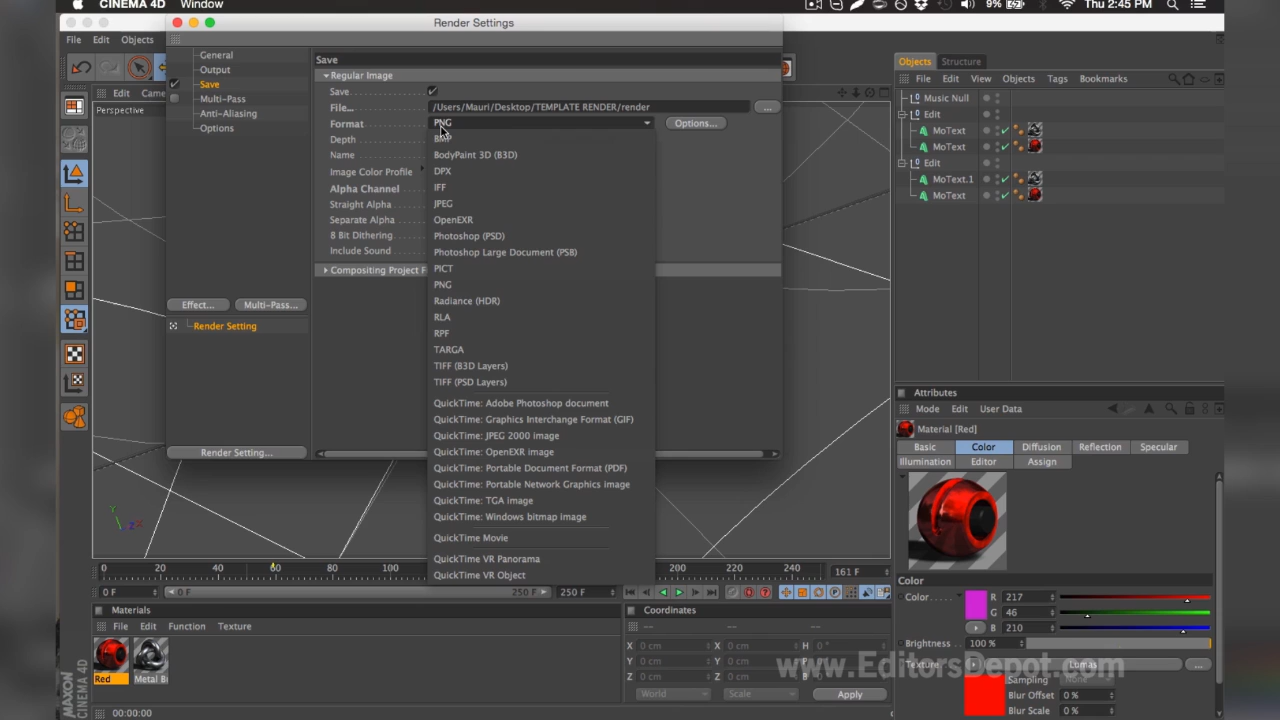 CINEMA 4D Window 9% Thu 2:45 PM
Render Settings
File Edit Objects
General
Output
Save
Multi-Pass
Anti-Aliasing
Options
Effect... Multi-Pass...
Render Setting
Render Setting...
Save
Regular Image
Save
File... /Users/Mauri/Desktop/TEMPLATE RENDER/render ...
Format PNG Options...
Depth
Name
Image Color Profile
Alpha Channel
Straight Alpha
Separate Alpha
8 Bit Dithering
Include Sound
Compositing Project F
BMP
BodyPaint 3D (B3D)
DPX
IFF
JPEG
OpenEXR
Photoshop (PSD)
Photoshop Large Document (PSB)
PICT
PNG
Radiance (HDR)
RLA
RPF
TARGA
TIFF (B3D Layers)
TIFF (PSD Layers)
QuickTime: Adobe Photoshop document
QuickTime: Graphics Interchange Format (GIF)
QuickTime: JPEG 2000 image
QuickTime: OpenEXR image
QuickTime: Portable Document Format (PDF)
QuickTime: Portable Network Graphics image
QuickTime: TGA image
QuickTime: Windows bitmap image
QuickTime Movie
QuickTime VR Panorama
QuickTime VR Object
Edit Came
Perspective
Y Z X
0 20 40 60 80 100 200 220 240 161 F
0 F 0 F 250 F 250 F
Materials
File Edit Function Texture
Red Metal Br
MAXON CINEMA 4D
00:00:00
Coordinates
-- -- --
X 0 cm X 0 cm H 0 °
Y 0 cm Y 0 cm P 0 °
Z 0 cm Z 0 cm B 0 °
World Scale Apply
Objects Structure
File Edit View Objects Tags Bookmarks
Music Null
Edit
MoText
MoText
Edit
MoText.1
MoText
Attributes
Mode Edit User Data
Material [Red]
Basic Color Diffusion Reflection Specular
Illumination Editor Assign
Color
Color R 217
G 46
B 210
Brightness 100 %
Texture Lumas ...
Sampling None
Blur Offset 0 %
Blur Scale 0 %
www.EditorsDepot.com